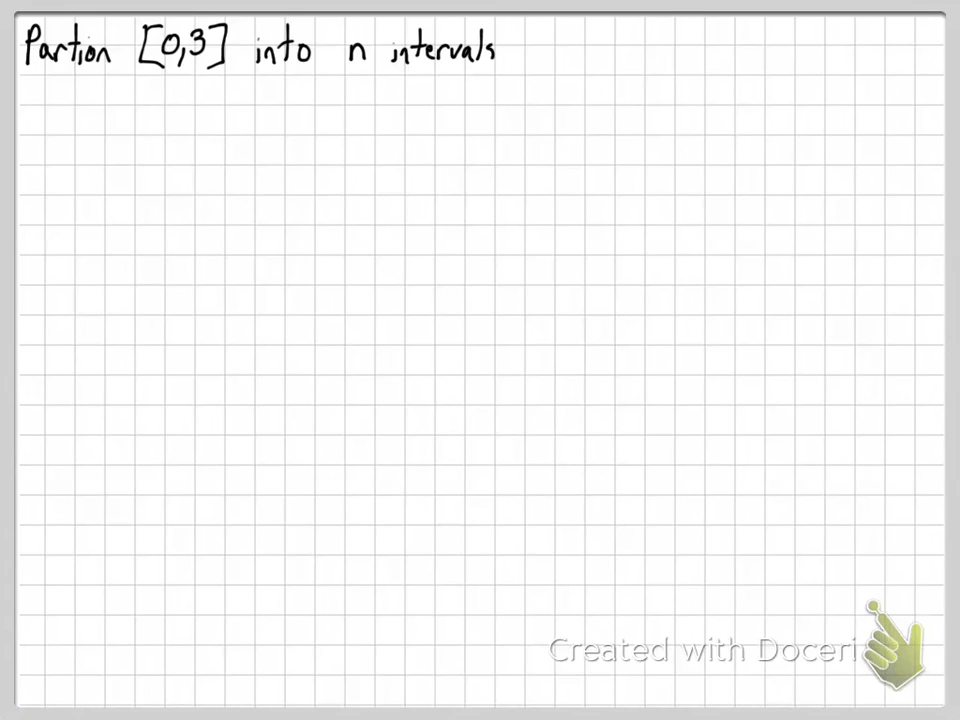 Partion [0,3] into n intervals
Created with Doceri